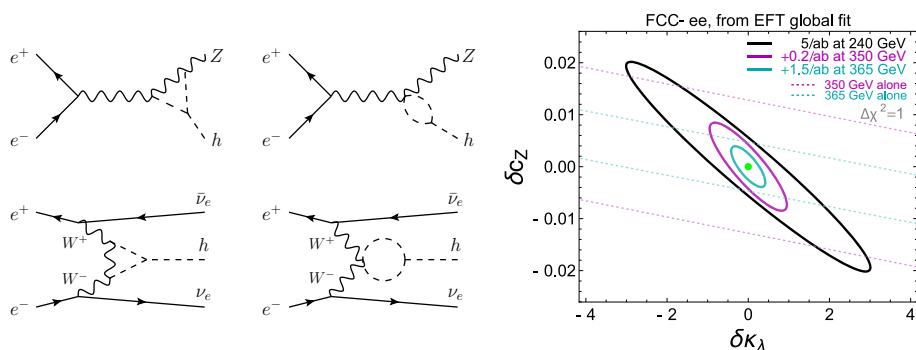 e+
Z
e−
h
e+
e−
h
e+
ν̄e
W+
h
W−
e−
νe
e+
ν̄e
W+
h
W−
e−
νe
FCC- ee, from EFT global fit
5/ab at 240 GeV
+0.2/ab at 350 GeV
+1.5/ab at 365 GeV
350 GeV alone
365 GeV alone
Δχ²=1
δcZ
0.02
0.01
0.00
- 0.01
- 0.02
- 4
- 2
0
2
4
δκλ